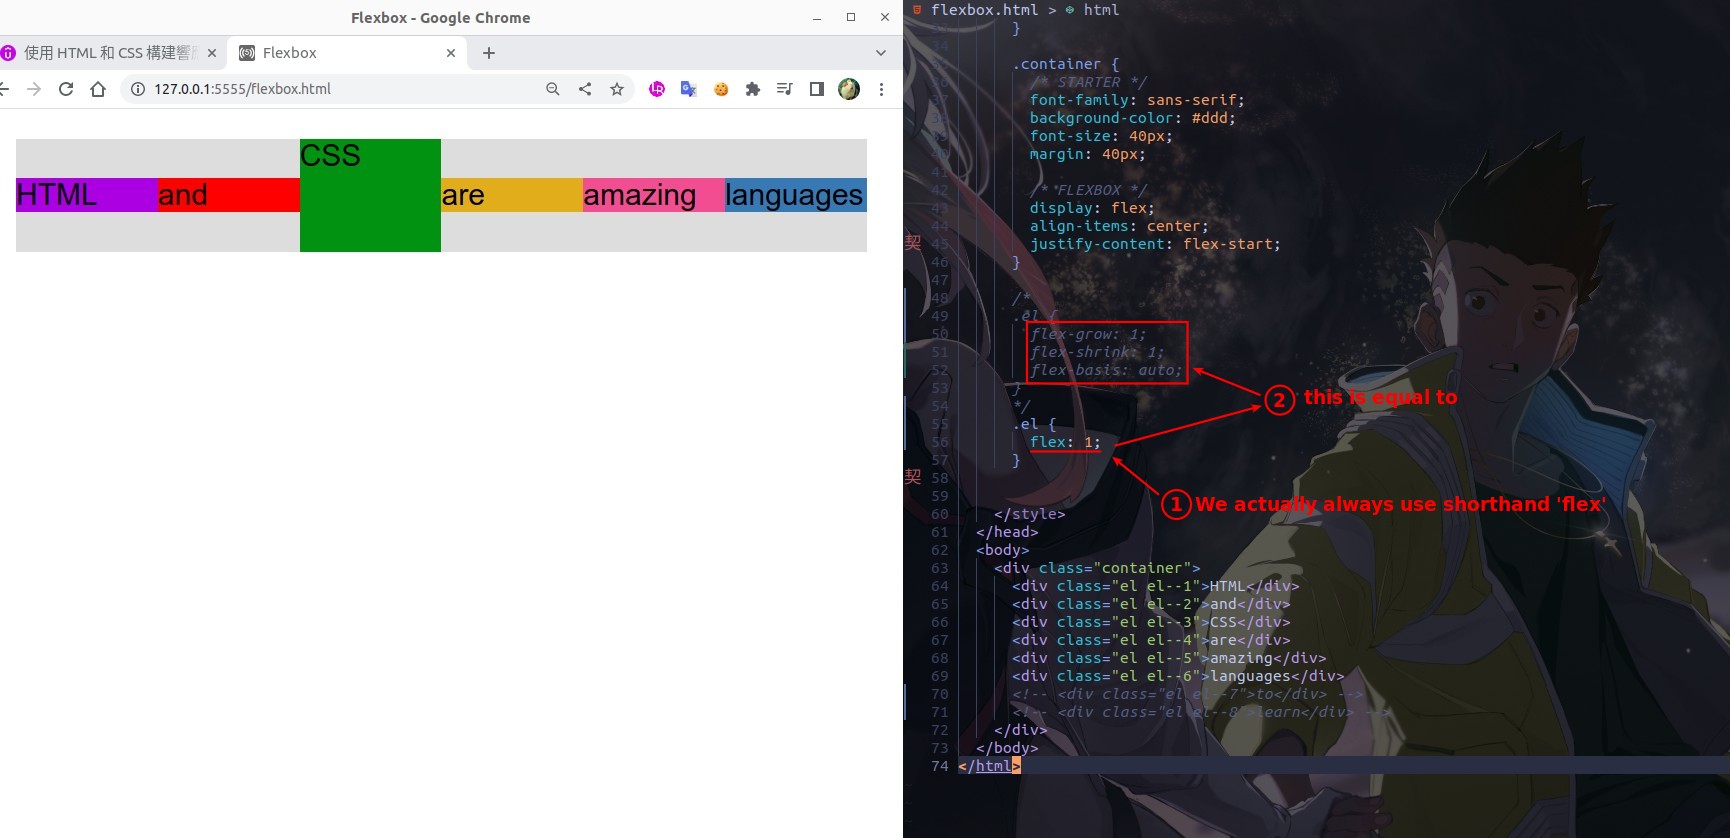 Flexbox - Google Chrome
使用 HTML 和 CSS 構建響應
Flexbox
127.0.0.1:5555/flexbox.html
HTML
and
CSS
are
amazing
languages
flexbox.html > html
}
34
.container {
/* STARTER */
font-family: sans-serif;
background-color: #ddd;
font-size: 40px;
margin: 40px;
41
42 /* FLEXBOX */
43 display: flex;
44 align-items: center;
契 45 justify-content: flex-start;
46 }
47
48 /*
49 .el {
50 flex-grow: 1;
51 flex-shrink: 1;
52 flex-basis: auto;
53 }
54 */
55 .el {
56 flex: 1;
57 }
契 58
59
60 </style>
61 </head>
62 <body>
63 <div class="container">
64 <div class="el el--1">HTML</div>
65 <div class="el el--2">and</div>
66 <div class="el el--3">CSS</div>
67 <div class="el el--4">are</div>
68 <div class="el el--5">amazing</div>
69 <div class="el el--6">languages</div>
70 <!-- <div class="el el--7">to</div> -->
71 <!-- <div class="el el--8">learn</div> -->
72 </div>
73 </body>
74 </html>
② this is equal to
① We actually always use shorthand 'flex'